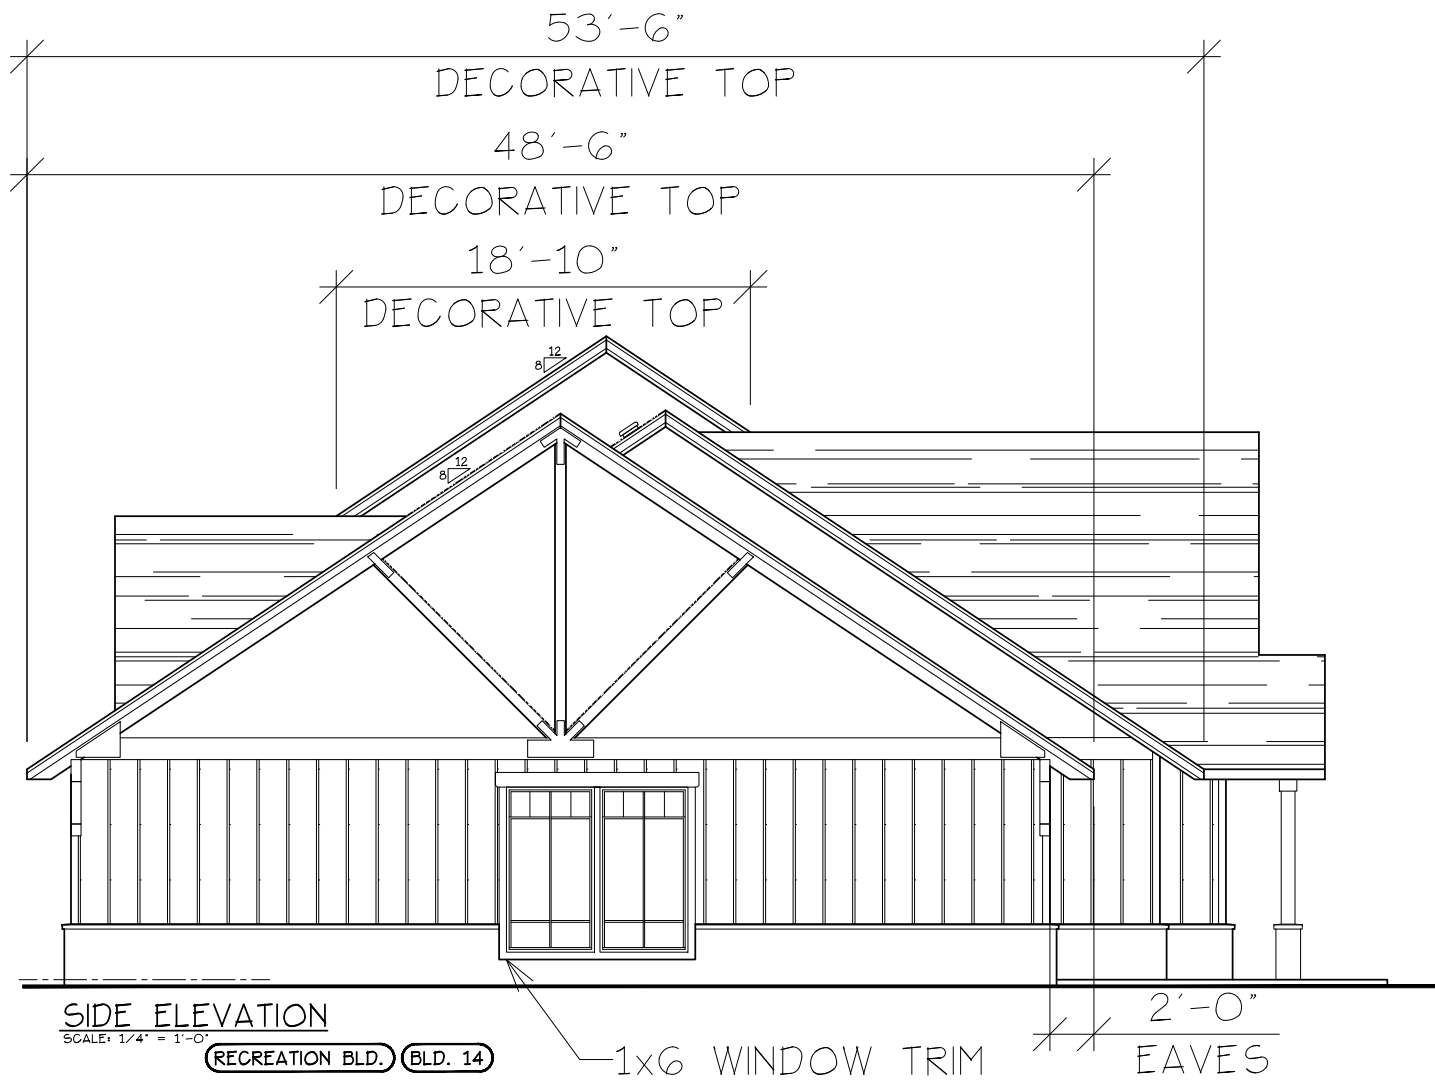 53'-6"
DECORATIVE TOP
48'-6"
DECORATIVE TOP
18'-10"
DECORATIVE TOP
12
8
12
8
SIDE ELEVATION
SCALE: 1/4" = 1'-0"
RECREATION BLD. BLD. 14
1x6 WINDOW TRIM
2'-0"
EAVES